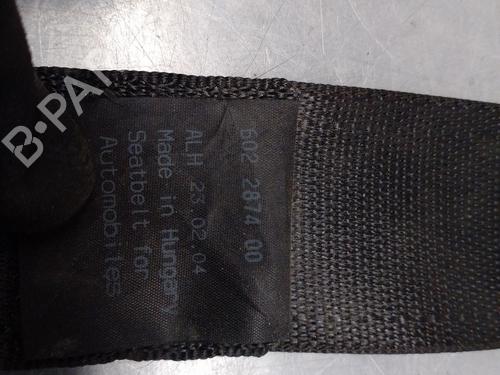 602 2874 00
ALH 23.02.04
Made in Hungary
Seatbelt for
Automobiles
B-PA